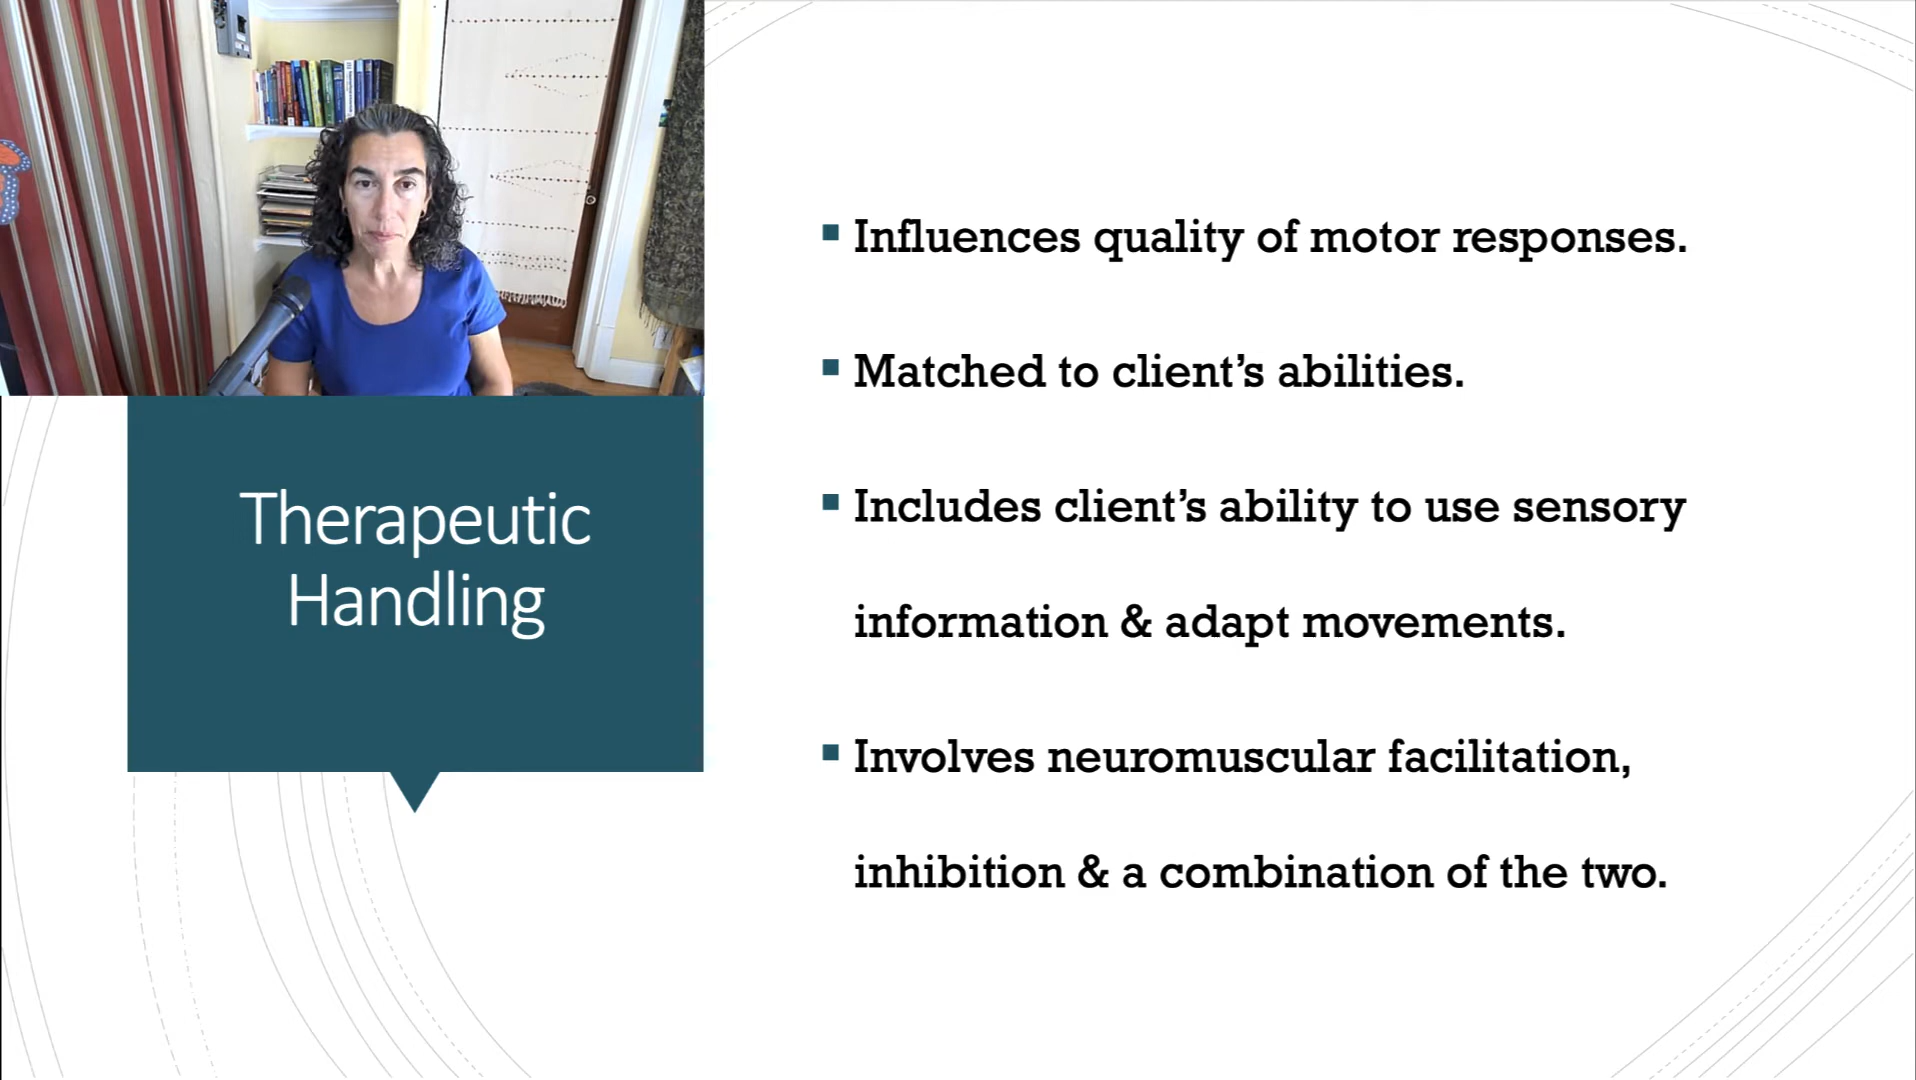 Therapeutic
Handling
Influences quality of motor responses.
Matched to client’s abilities.
Includes client’s ability to use sensory
information & adapt movements.
Involves neuromuscular facilitation,
inhibition & a combination of the two.